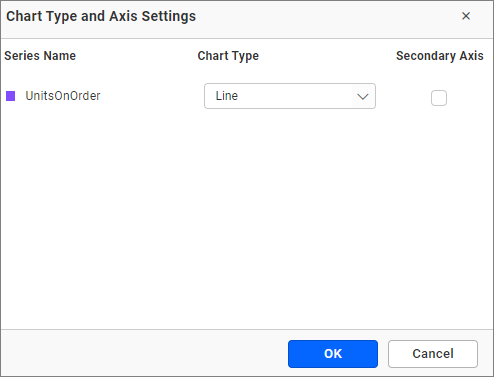 Chart Type and Axis Settings
Series Name Chart Type Secondary Axis
UnitsOnOrder Line
OK Cancel